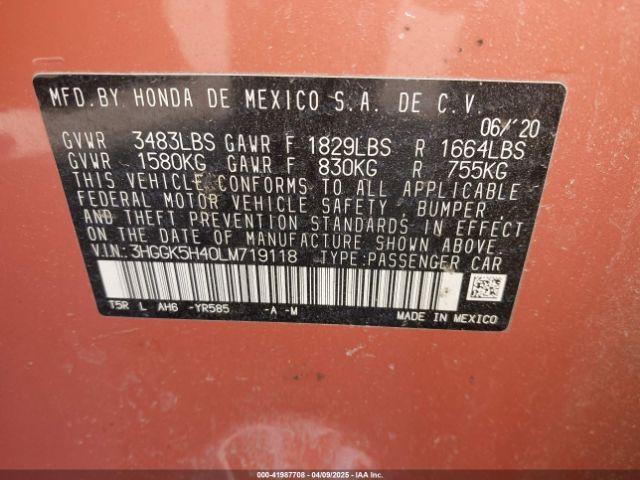 MFD.BY HONDA DE MEXICO S.A. DE C.V.
06/'20
GVWR 3483LBS GAWR F 1829LBS R 1664LBS
GVWR 1580KG GAWR F 830KG R 755KG
THIS VEHICLE CONFORMS TO ALL APPLICABLE
FEDERAL MOTOR VEHICLE SAFETY, BUMPER,
AND THEFT PREVENTION STANDARDS IN EFFECT
ON THE DATE OF MANUFACTURE SHOWN ABOVE.
V.I.N.:3HGGK5H40LM719118 TYPE:PASSENGER CAR
T5R L AH6 -YR585 -A -M MADE IN MEXICO
000-41987708 - 04/09/2025 - IAAI.com